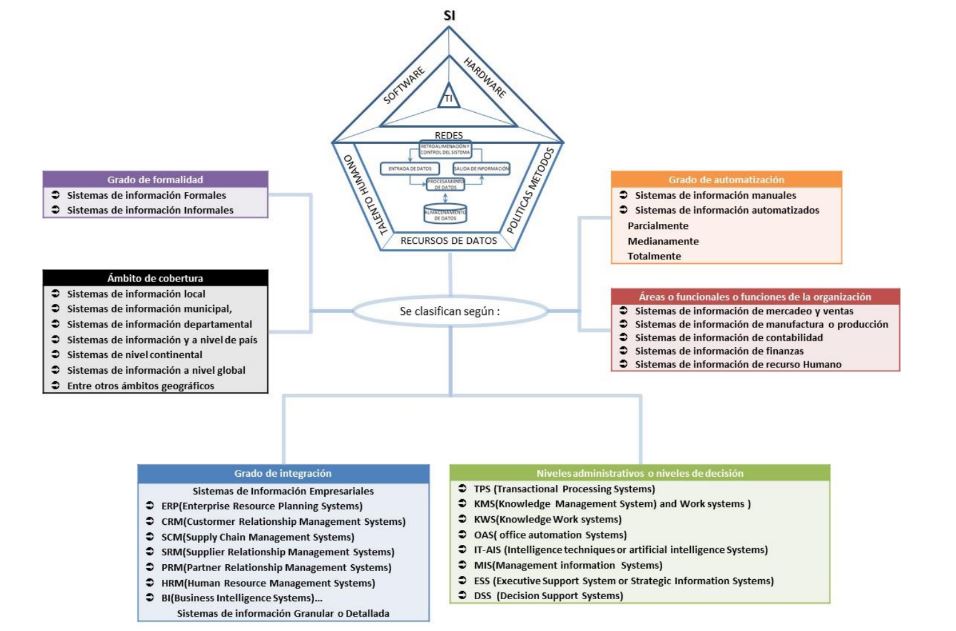 SI
SOFTWARE
HARDWARE
TI
REDES
RETROALIMENTACIÓN Y
CONTROL DEL SISTEMA
ENTRADA DE DATOS
SALIDA DE INFORMACIÓN
PROCESAMIENTO
DE DATOS
ALMACENAMIENTO
DE DATOS
TALENTO HUMANO
POLITICAS METODOS
RECURSOS DE DATOS
Se clasifican según :
Grado de formalidad
Sistemas de información Formales
Sistemas de información Informales
Ámbito de cobertura
Sistemas de información local
Sistemas de información municipal,
Sistemas de información departamental
Sistemas de información y a nivel de país
Sistemas de nivel continental
Sistemas de información a nivel global
Entre otros ámbitos geográficos
Grado de automatización
Sistemas de información manuales
Sistemas de información automatizados
Parcialmente
Medianamente
Totalmente
Áreas o funcionales o funciones de la organización
Sistemas de información de mercadeo y ventas
Sistemas de información de manufactura o producción
Sistemas de información de contabilidad
Sistemas de información de finanzas
Sistemas de información de recurso Humano
Grado de integración
Sistemas de Información Empresariales
ERP(Enterprise Resource Planning Systems)
CRM(Custormer Relationship Management Systems)
SCM(Supply Chain Management Systems)
SRM(Supplier Relationship Management Systems)
PRM(Partner Relationship Management Systems)
HRM(Human Resource Management Systems)
BI(Business Intelligence Systems)...
Sistemas de información Granular o Detallada
Niveles administrativos o niveles de decisión
TPS (Transactional Processing Systems)
KMS(Knowledge Management System) and Work systems )
KWS(Knowledge Work systems)
OAS( office automation Systems)
IT-AIS (Intelligence techniques or artificial intelligence Systems)
MIS(Management information Systems)
ESS (Executive Support System or Strategic Information Systems)
DSS (Decision Support Systems)